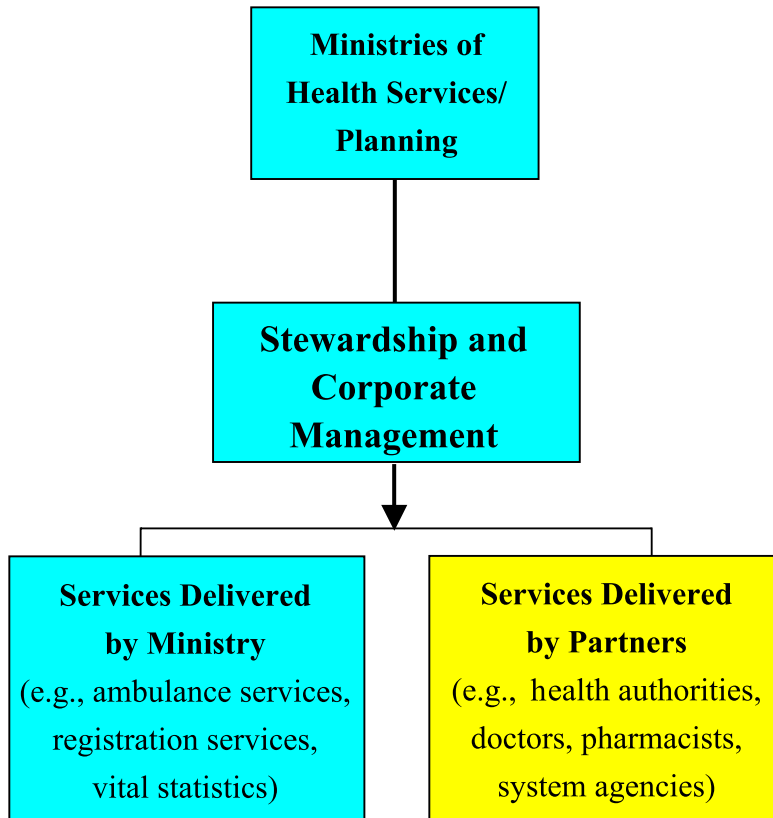 Ministries of
Health Services/
Planning
Stewardship and
Corporate
Management
Services Delivered
by Ministry
(e.g., ambulance services,
registration services,
vital statistics)
Services Delivered
by Partners
(e.g., health authorities,
doctors, pharmacists,
system agencies)